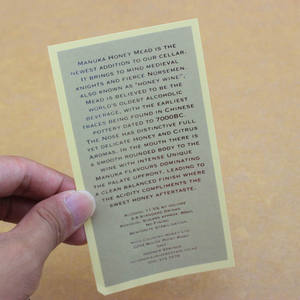 Manuka Honey Mead is the
newest addition to our cellar.
It brings to mind medieval
knights and fierce Norsemen.
Also known as "honey wine",
Mead is believed to be the
world's oldest alcoholic
beverage, with the earliest
traces being found in Chinese
pottery dated to 7000BC.
The Nose has distinctive full
yet delicate Honey and Citrus
aromas. In the mouth there is
a smooth rounded body to the
wine with intense Unique
Manuka flavours dominating
the palate upfront, leading to
a clean balanced finish where
the acidity compliments the
sweet honey aftertaste.